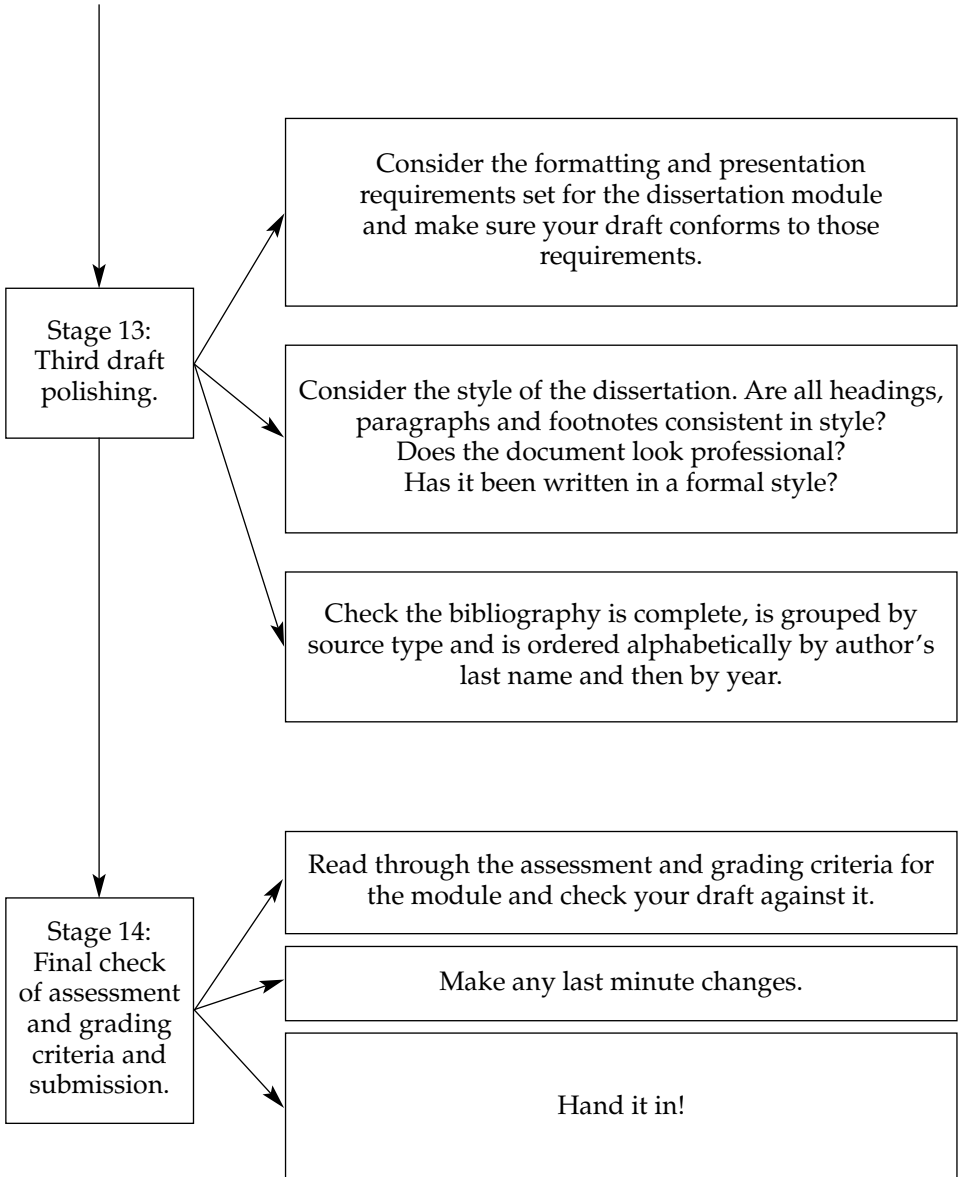 Consider the formatting and presentation
requirements set for the dissertation module
and make sure your draft conforms to those
requirements.
Stage 13:
Third draft
polishing.
Consider the style of the dissertation. Are all headings,
paragraphs and footnotes consistent in style?
Does the document look professional?
Has it been written in a formal style?
Check the bibliography is complete, is grouped by
source type and is ordered alphabetically by author’s
last name and then by year.
Stage 14:
Final check
of assessment
and grading
criteria and
submission.
Read through the assessment and grading criteria for
the module and check your draft against it.
Make any last minute changes.
Hand it in!